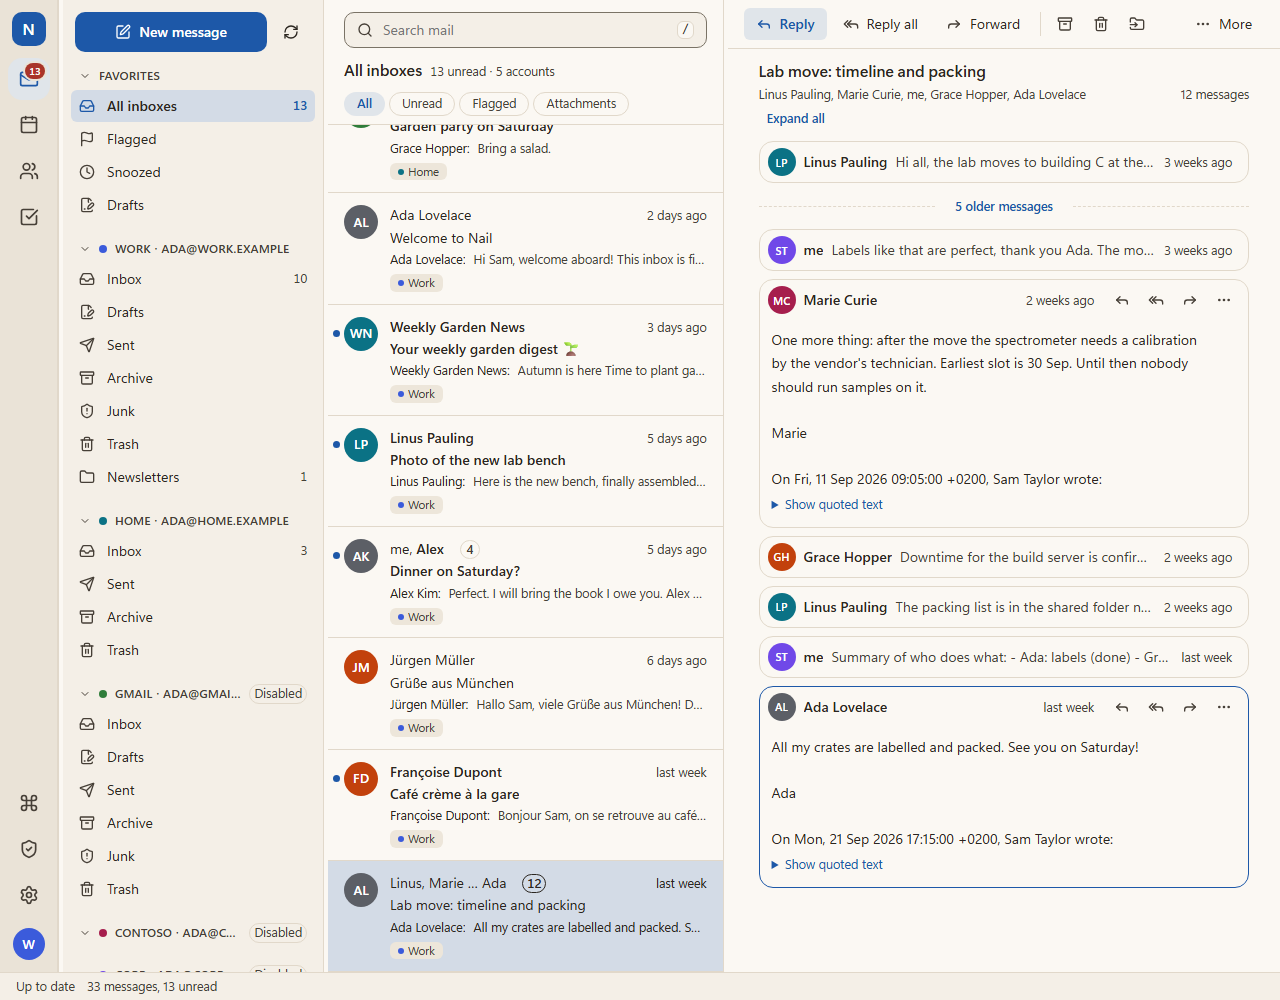 N
13
W
New message
FAVORITES
All inboxes 13
Flagged
Snoozed
Drafts
WORK · ADA@WORK.EXAMPLE
Inbox 10
Drafts
Sent
Archive
Junk
Trash
Newsletters 1
HOME · ADA@HOME.EXAMPLE
Inbox 3
Sent
Archive
Trash
GMAIL · ADA@GMAI... Disabled
Inbox
Drafts
Sent
Archive
Junk
Trash
CONTOSO · ADA@C... Disabled
Search mail /
All inboxes 13 unread · 5 accounts
All Unread Flagged Attachments
Garden party on Saturday
Grace Hopper: Bring a salad.
Home
AL Ada Lovelace 2 days ago
Welcome to Nail
Ada Lovelace: Hi Sam, welcome aboard! This inbox is fi...
Work
WN Weekly Garden News 3 days ago
Your weekly garden digest 🌱
Weekly Garden News: Autumn is here Time to plant ga...
Work
LP Linus Pauling 5 days ago
Photo of the new lab bench
Linus Pauling: Here is the new bench, finally assembled...
Work
AK me, Alex 4 5 days ago
Dinner on Saturday?
Alex Kim: Perfect. I will bring the book I owe you. Alex ...
Work
JM Jürgen Müller 6 days ago
Grüße aus München
Jürgen Müller: Hallo Sam, viele Grüße aus München! D...
Work
FD Françoise Dupont last week
Café crème à la gare
Françoise Dupont: Bonjour Sam, on se retrouve au café...
Work
AL Linus, Marie ... Ada 12 last week
Lab move: timeline and packing
Ada Lovelace: All my crates are labelled and packed. S...
Work
Reply Reply all Forward More
Lab move: timeline and packing
Linus Pauling, Marie Curie, me, Grace Hopper, Ada Lovelace 12 messages
Expand all
LP Linus Pauling Hi all, the lab moves to building C at the... 3 weeks ago
5 older messages
ST me Labels like that are perfect, thank you Ada. The mo... 3 weeks ago
MC Marie Curie 2 weeks ago
One more thing: after the move the spectrometer needs a calibration
by the vendor's technician. Earliest slot is 30 Sep. Until then nobody
should run samples on it.
Marie
On Fri, 11 Sep 2026 09:05:00 +0200, Sam Taylor wrote:
Show quoted text
GH Grace Hopper Downtime for the build server is confir... 2 weeks ago
LP Linus Pauling The packing list is in the shared folder n... 2 weeks ago
ST me Summary of who does what: - Ada: labels (done) - Gr... last week
AL Ada Lovelace last week
All my crates are labelled and packed. See you on Saturday!
Ada
On Mon, 21 Sep 2026 17:15:00 +0200, Sam Taylor wrote:
Show quoted text
Up to date 33 messages, 13 unread